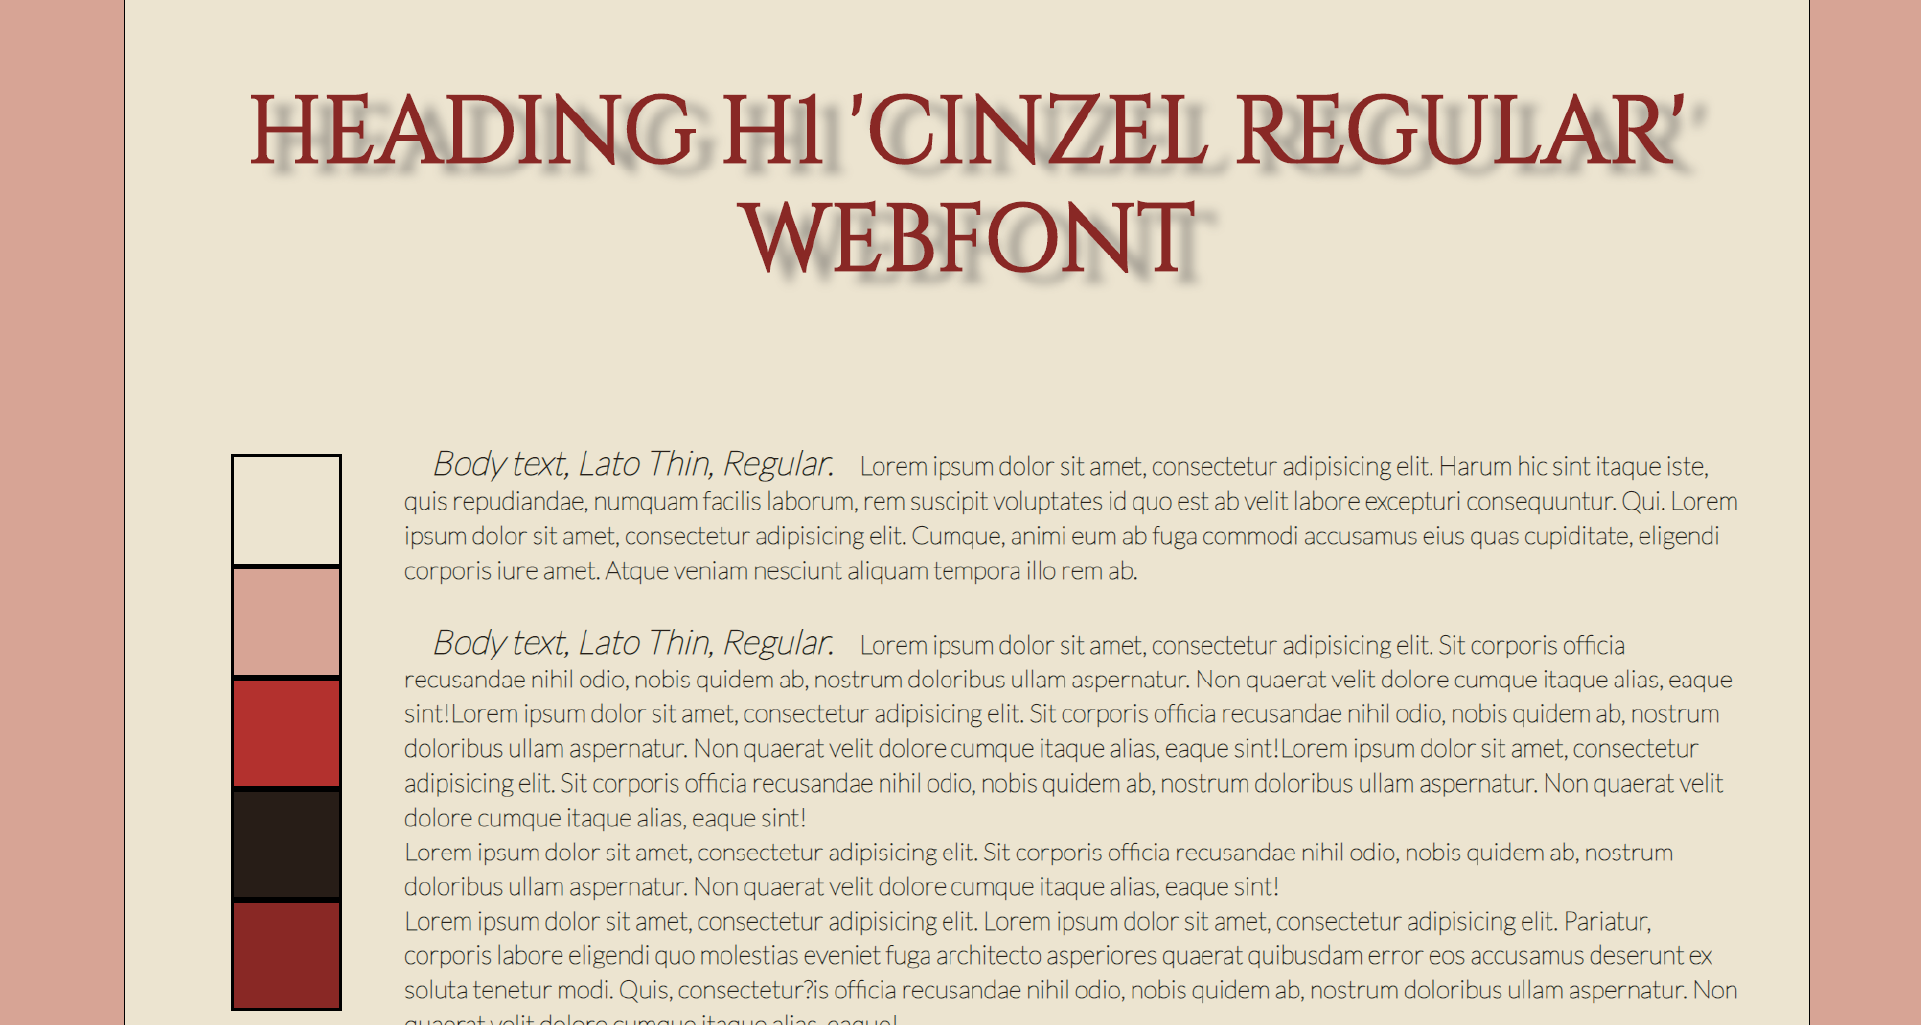 HEADING H1 'CINZEL REGULAR'
WEBFONT
Body text, Lato Thin, Regular. Lorem ipsum dolor sit amet, consectetur adipisicing elit. Harum hic sint itaque iste,
quis repudiandae, numquam facilis laborum, rem suscipit voluptates id quo est ab velit labore excepturi consequuntur. Qui. Lorem
ipsum dolor sit amet, consectetur adipisicing elit. Cumque, animi eum ab fuga commodi accusamus eius quas cupiditate, eligendi
corporis iure amet. Atque veniam nesciunt aliquam tempora illo rem ab.
Body text, Lato Thin, Regular. Lorem ipsum dolor sit amet, consectetur adipisicing elit. Sit corporis officia
recusandae nihil odio, nobis quidem ab, nostrum doloribus ullam aspernatur. Non quaerat velit dolore cumque itaque alias, eaque
sint!Lorem ipsum dolor sit amet, consectetur adipisicing elit. Sit corporis officia recusandae nihil odio, nobis quidem ab, nostrum
doloribus ullam aspernatur. Non quaerat velit dolore cumque itaque alias, eaque sint!Lorem ipsum dolor sit amet, consectetur
adipisicing elit. Sit corporis officia recusandae nihil odio, nobis quidem ab, nostrum doloribus ullam aspernatur. Non quaerat velit
dolore cumque itaque alias, eaque sint!
Lorem ipsum dolor sit amet, consectetur adipisicing elit. Sit corporis officia recusandae nihil odio, nobis quidem ab, nostrum
doloribus ullam aspernatur. Non quaerat velit dolore cumque itaque alias, eaque sint!
Lorem ipsum dolor sit amet, consectetur adipisicing elit. Lorem ipsum dolor sit amet, consectetur adipisicing elit. Pariatur,
corporis labore eligendi quo molestias eveniet fuga architecto asperiores quaerat quibusdam error eos accusamus deserunt ex
soluta tenetur modi. Quis, consectetur?is officia recusandae nihil odio, nobis quidem ab, nostrum doloribus ullam aspernatur. Non
quaerat velit dolore cumque itaque alias, eaque!